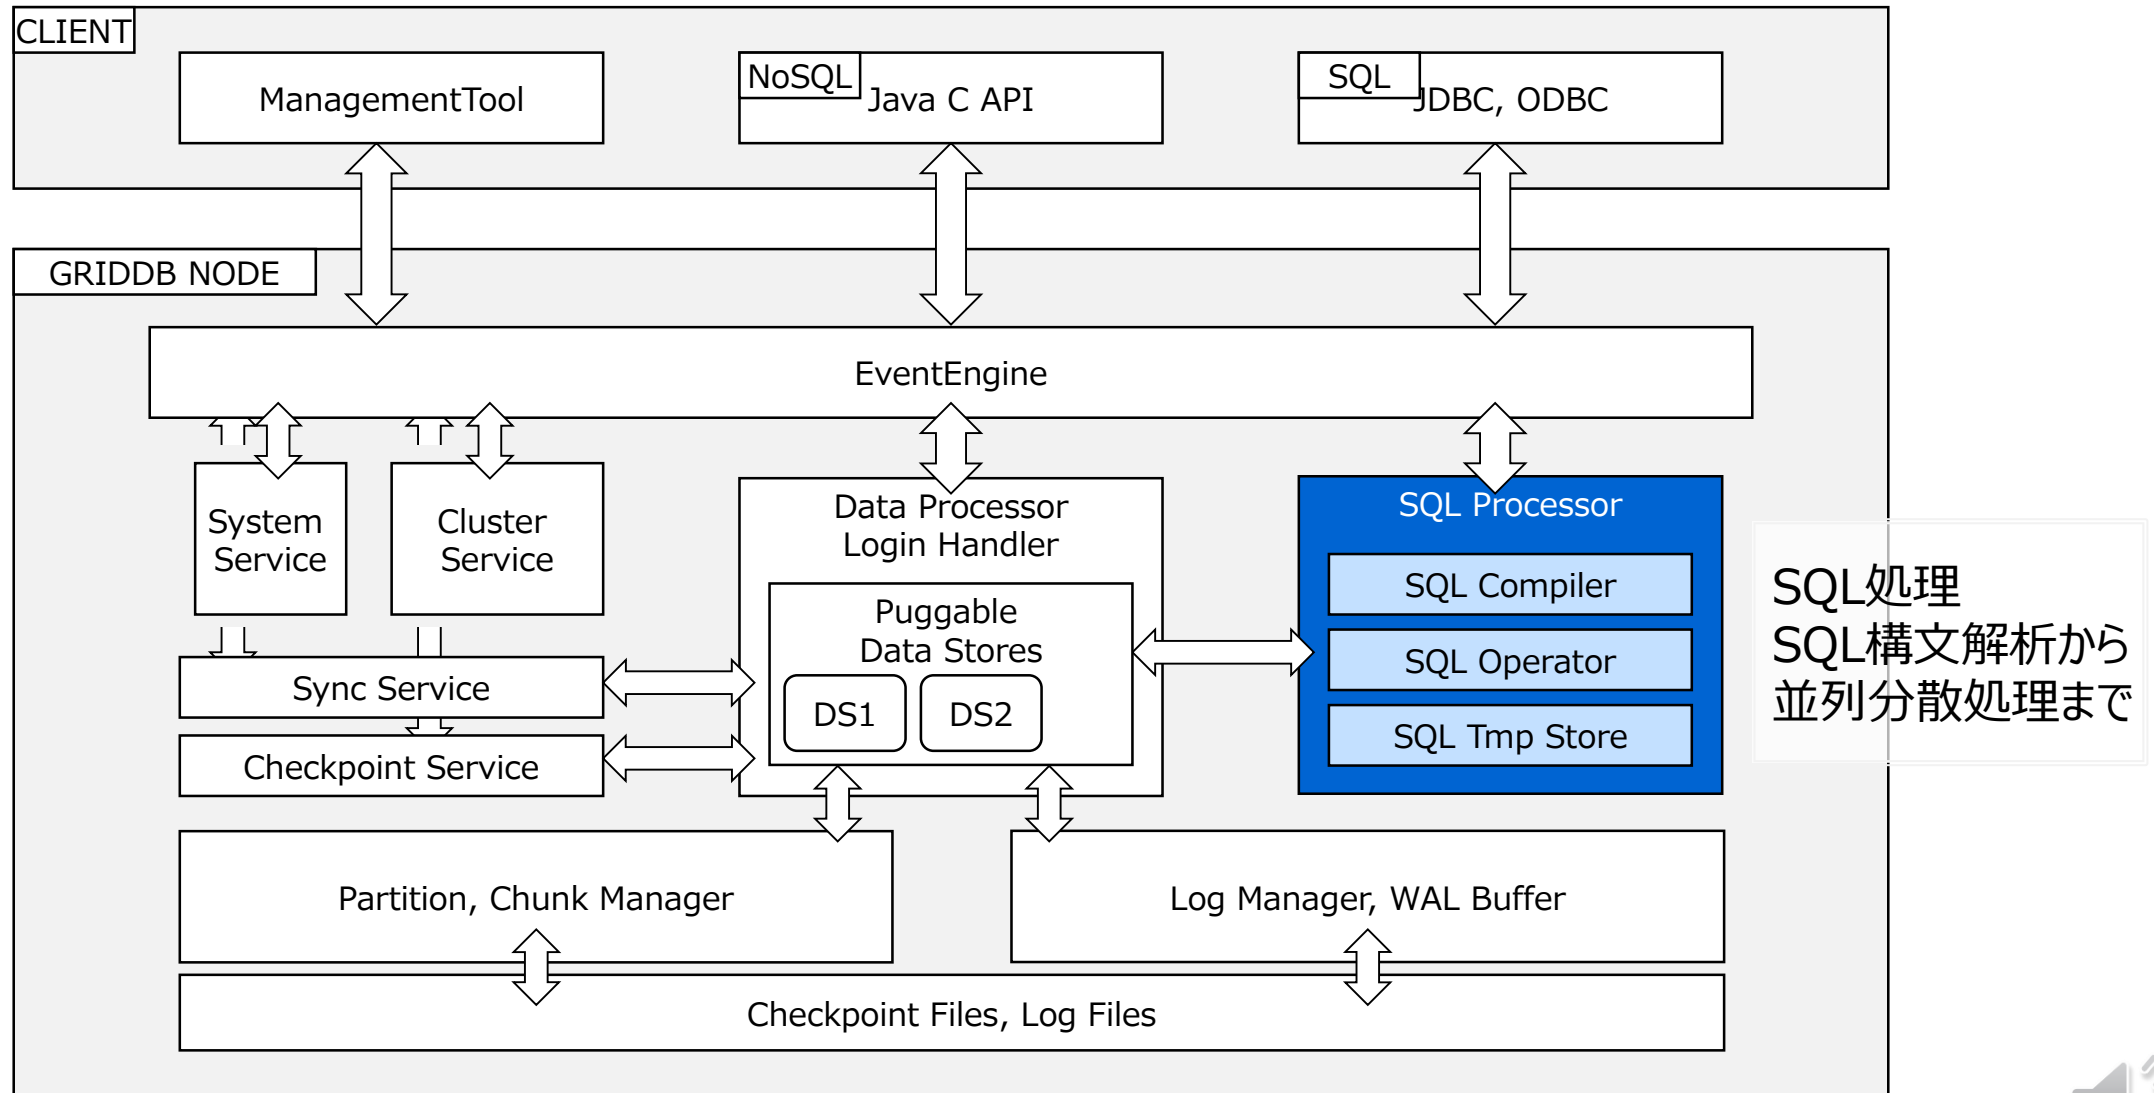 CLIENT
ManagementTool
NoSQL
Java C API
SQL
JDBC, ODBC
GRIDDB NODE
EventEngine
System
Service
Cluster
Service
Data Processor
Login Handler
SQL Processor
Puggable
Data Stores
DS1
DS2
SQL Compiler
SQL Operator
SQL Tmp Store
SQL処理
SQL構文解析から
並列分散処理まで
Sync Service
Checkpoint Service
Partition, Chunk Manager
Log Manager, WAL Buffer
Checkpoint Files, Log Files